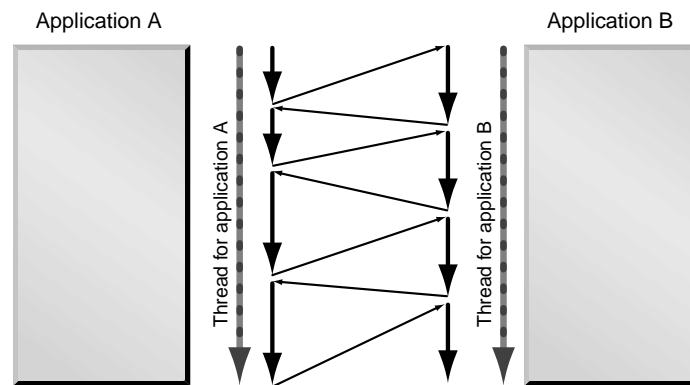 Application A
Application B
Thread for application A
Thread for application B